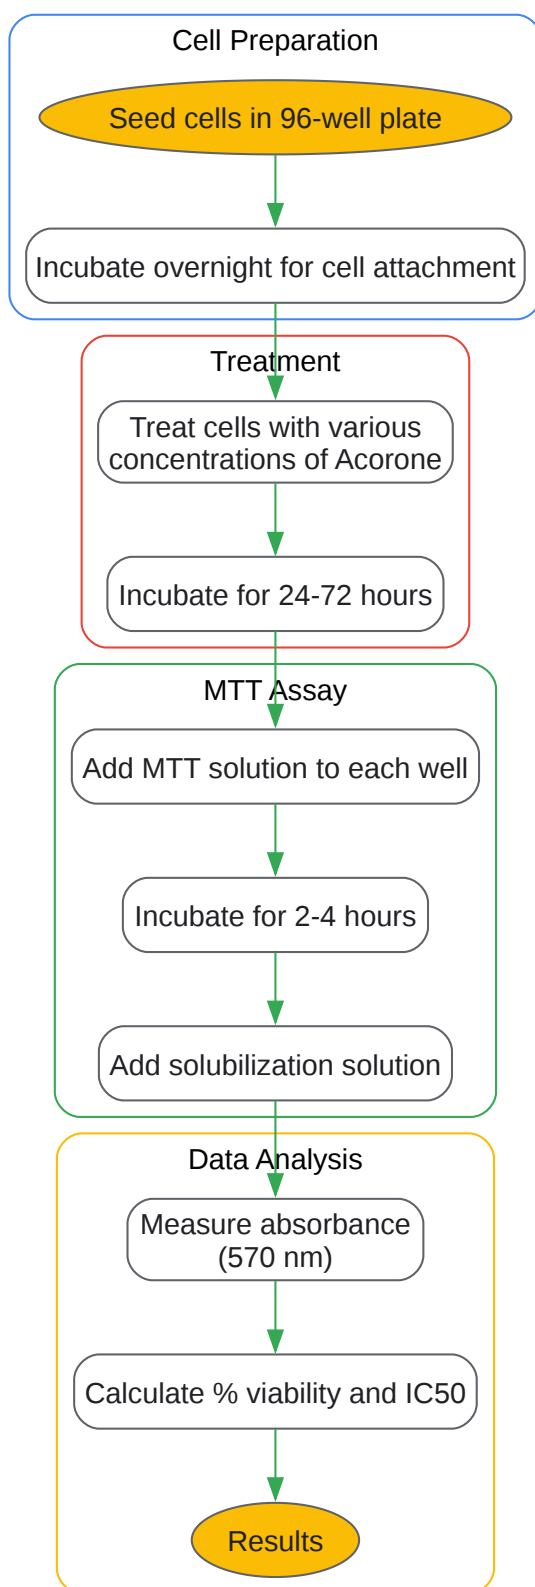 Cell Preparation
Seed cells in 96-well plate
Incubate overnight for cell attachment
Treatment
Treat cells with various
concentrations of Acorone
Incubate for 24-72 hours
MTT Assay
Add MTT solution to each well
Incubate for 2-4 hours
Add solubilization solution
Data Analysis
Measure absorbance
(570 nm)
Calculate % viability and IC50
Results